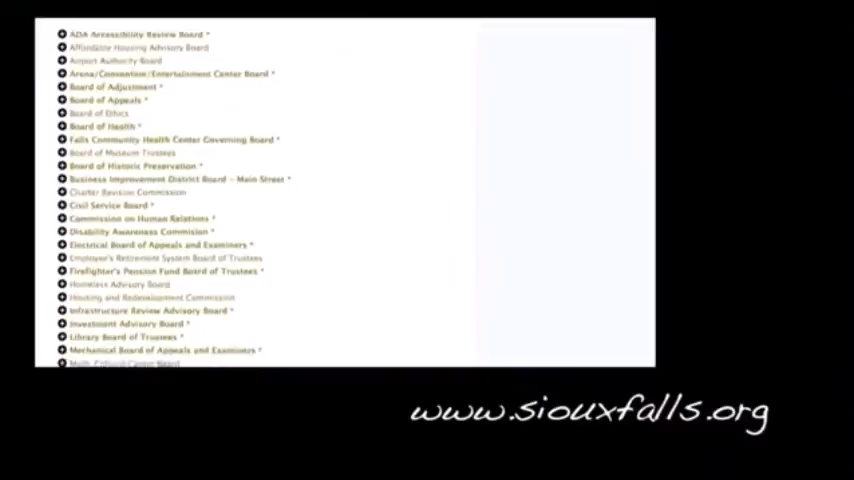 ADA Accessibility Review Board *
Affordable Housing Advisory Board
Airport Authority Board
Arena/Convention/Entertainment Center Board *
Board of Adjustment *
Board of Appeals *
Board of Ethics
Board of Health *
Falls Community Health Center Governing Board *
Board of Museum Trustees
Board of Historic Preservation *
Business Improvement District Board - Main Street *
Charter Revision Commission
Civil Service Board *
Commission on Human Relations *
Disability Awareness Commision *
Electrical Board of Appeals and Examiners *
Employee's Retirement System Board of Trustees
Firefighter's Pension Fund Board of Trustees *
Homeless Advisory Board
Housing and Redevelopment Commission
Infrastructure Review Advisory Board *
Investment Advisory Board *
Library Board of Trustees *
Mechanical Board of Appeals and Examiners *
www.siouxfalls.org